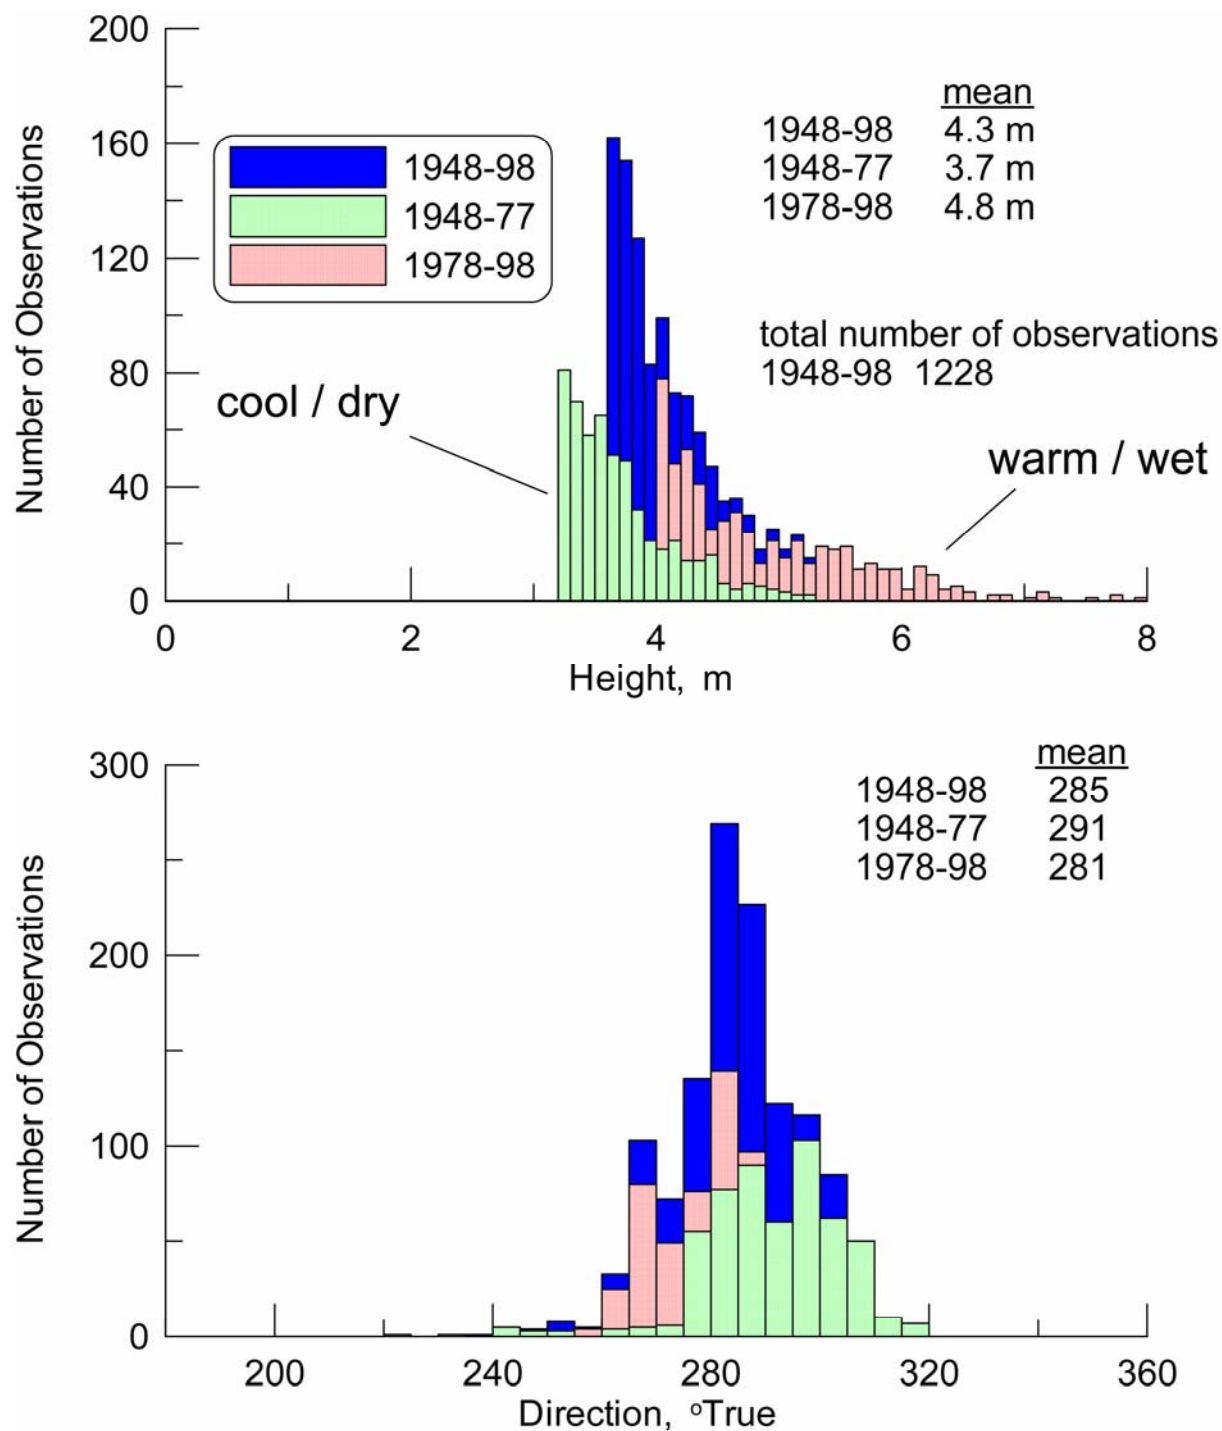 200
160
120
80
40
0
Number of Observations
1948-98
1948-77
1978-98
mean
1948-98 4.3 m
1948-77 3.7 m
1978-98 4.8 m
total number of observations
1948-98 1228
cool / dry
warm / wet
0 2 4 6 8
Height, m
300
200
100
0
Number of Observations
mean
1948-98 285
1948-77 291
1978-98 281
200 240 280 320 360
Direction, °True